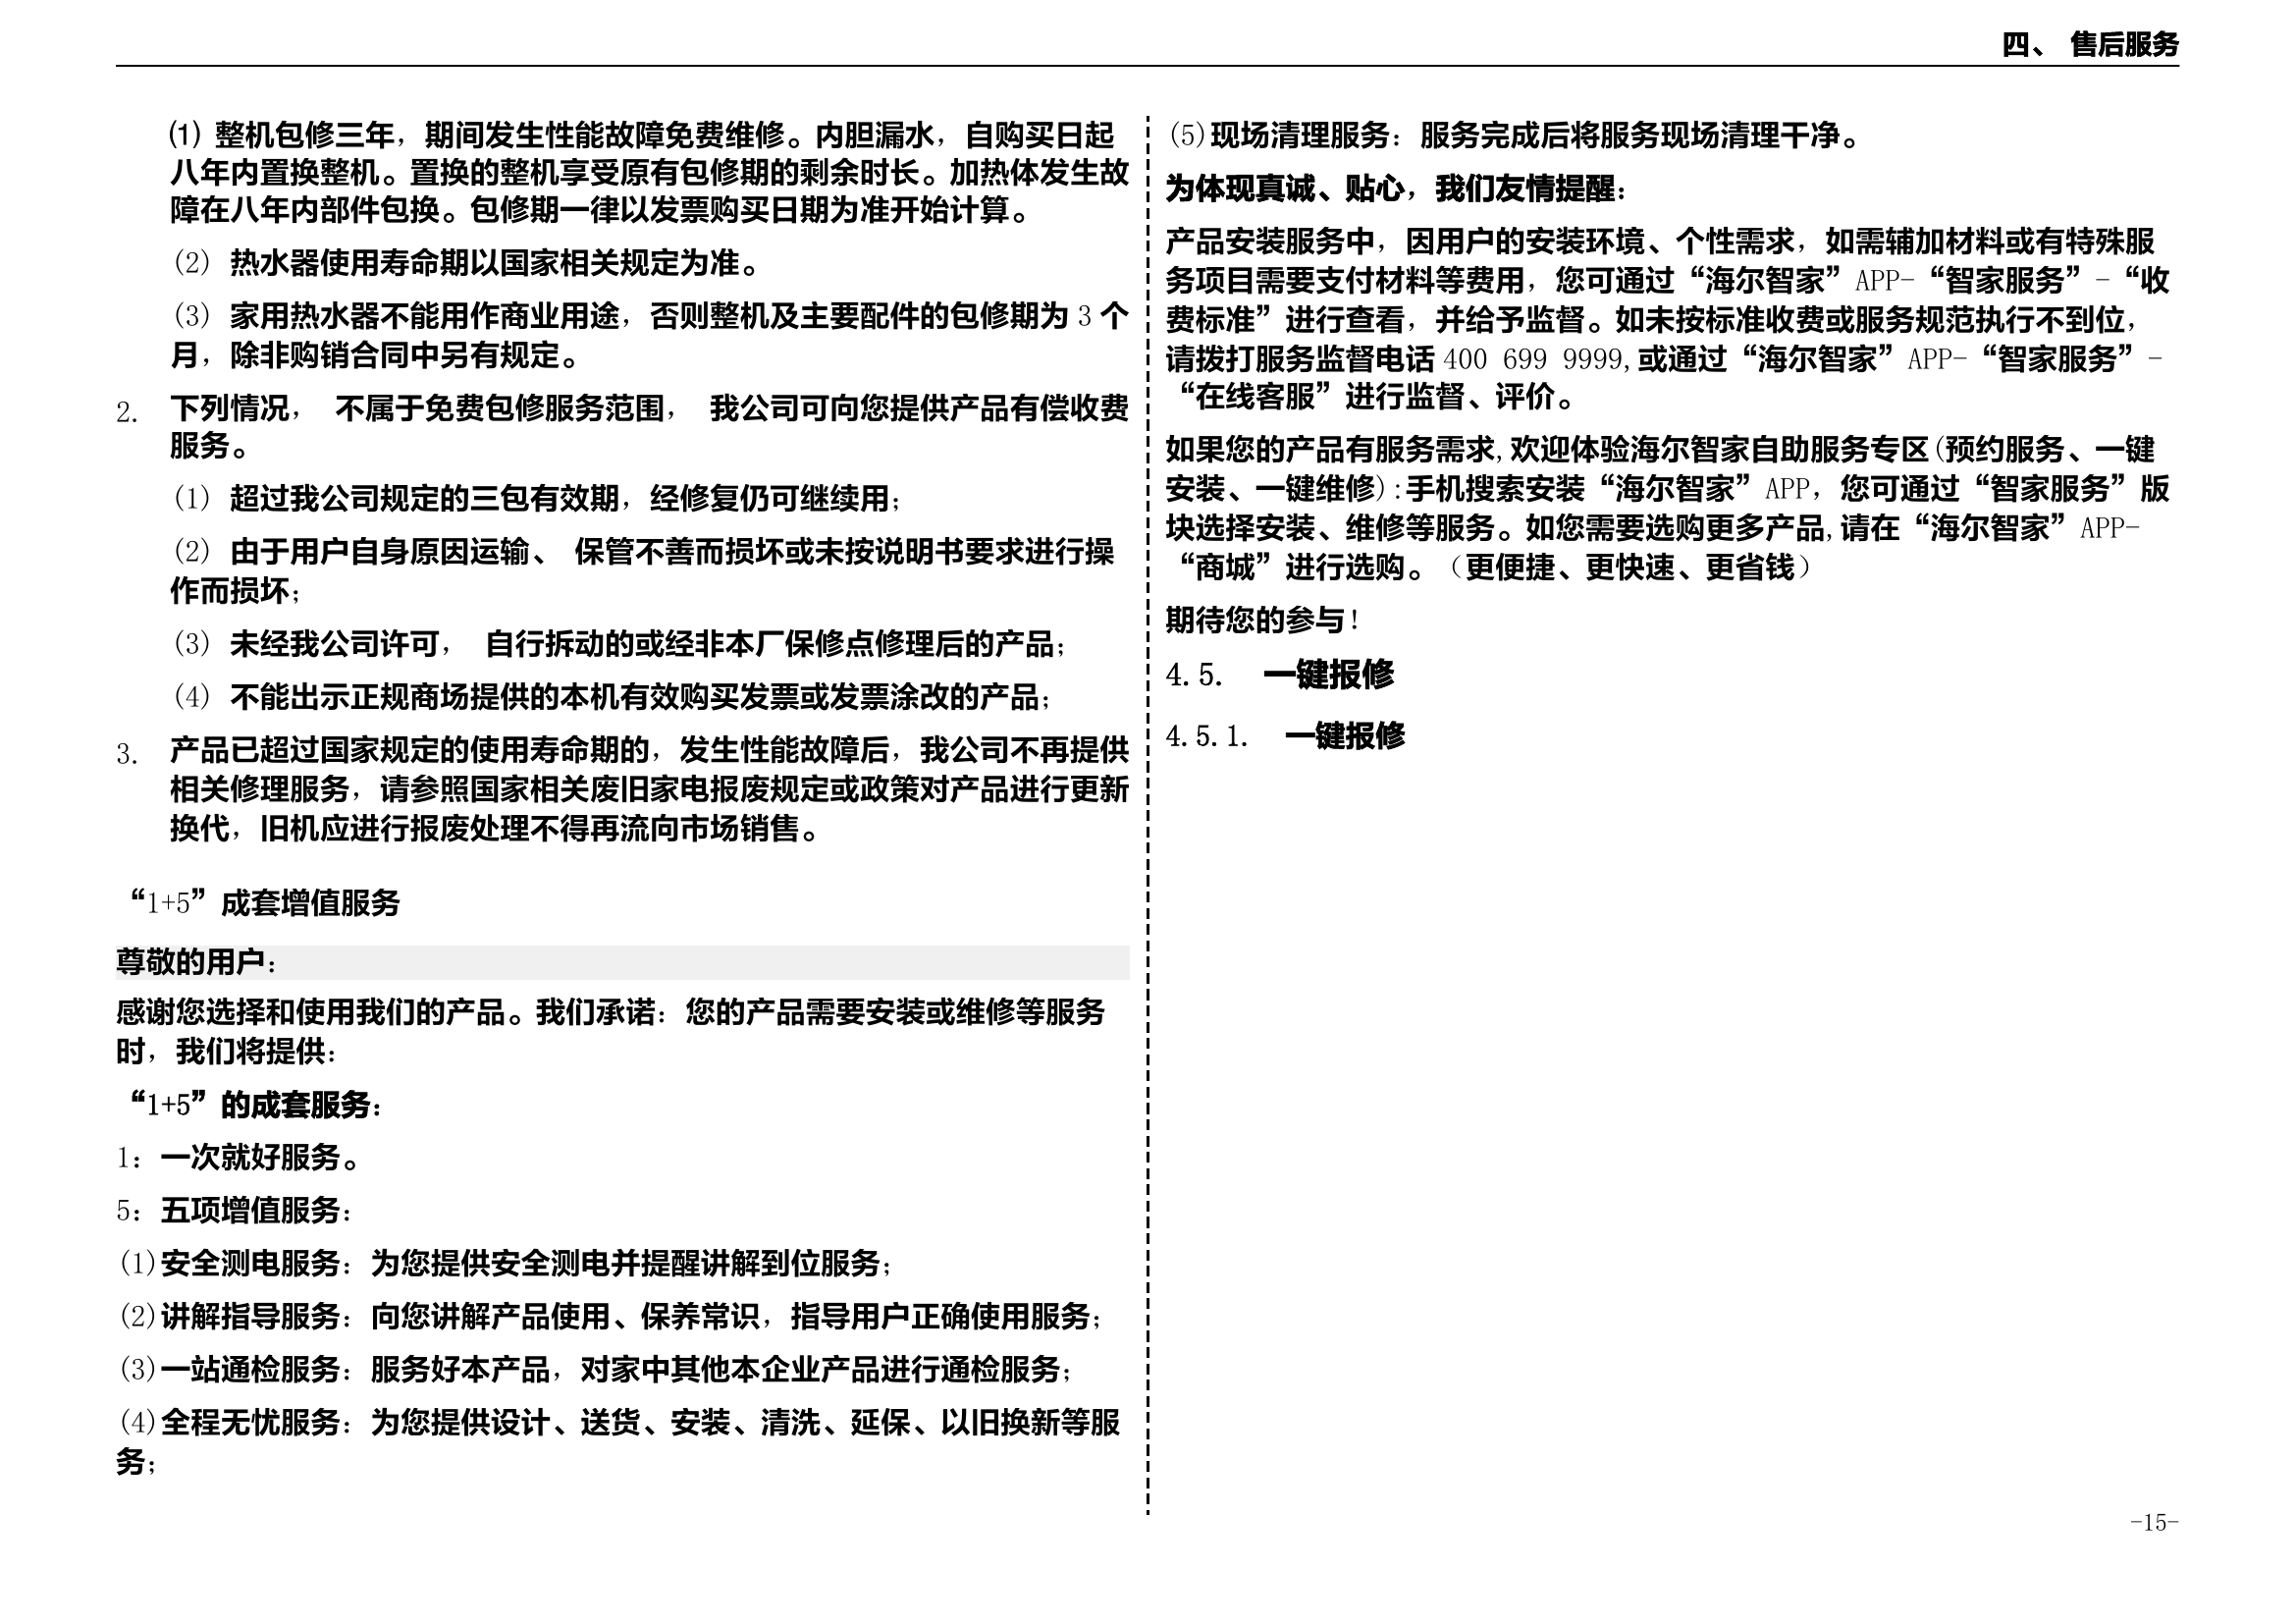 四、 售后服务
⑴ 整机包修三年，期间发生性能故障免费维修。内胆漏水，自购买日起
八年内置换整机。置换的整机享受原有包修期的剩余时长。加热体发生故
障在八年内部件包换。包修期一律以发票购买日期为准开始计算。
（2） 热水器使用寿命期以国家相关规定为准。
（3） 家用热水器不能用作商业用途，否则整机及主要配件的包修期为 3 个
月，除非购销合同中另有规定。
2. 下列情况， 不属于免费包修服务范围， 我公司可向您提供产品有偿收费
服务。
（1） 超过我公司规定的三包有效期，经修复仍可继续用；
（2） 由于用户自身原因运输、 保管不善而损坏或未按说明书要求进行操
作而损坏；
（3） 未经我公司许可， 自行拆动的或经非本厂保修点修理后的产品；
（4） 不能出示正规商场提供的本机有效购买发票或发票涂改的产品；
3. 产品已超过国家规定的使用寿命期的，发生性能故障后，我公司不再提供
相关修理服务，请参照国家相关废旧家电报废规定或政策对产品进行更新
换代，旧机应进行报废处理不得再流向市场销售。
“1+5”成套增值服务
尊敬的用户：
感谢您选择和使用我们的产品。我们承诺：您的产品需要安装或维修等服务
时，我们将提供：
“1+5”的成套服务：
1：一次就好服务。
5：五项增值服务：
(1)安全测电服务：为您提供安全测电并提醒讲解到位服务；
(2)讲解指导服务：向您讲解产品使用、保养常识，指导用户正确使用服务；
(3)一站通检服务：服务好本产品，对家中其他本企业产品进行通检服务；
(4)全程无忧服务：为您提供设计、送货、安装、清洗、延保、以旧换新等服
务；
(5)现场清理服务：服务完成后将服务现场清理干净。
为体现真诚、贴心，我们友情提醒：
产品安装服务中，因用户的安装环境、个性需求，如需辅加材料或有特殊服
务项目需要支付材料等费用，您可通过“海尔智家”APP-“智家服务”-“收
费标准”进行查看，并给予监督。如未按标准收费或服务规范执行不到位，
请拨打服务监督电话 400 699 9999,或通过“海尔智家”APP-“智家服务”-
“在线客服”进行监督、评价。
如果您的产品有服务需求,欢迎体验海尔智家自助服务专区(预约服务、一键
安装、一键维修):手机搜索安装“海尔智家”APP，您可通过“智家服务”版
块选择安装、维修等服务。如您需要选购更多产品,请在“海尔智家”APP-
“商城”进行选购。（更便捷、更快速、更省钱）
期待您的参与！
4.5. 一键报修
4.5.1. 一键报修
-15-